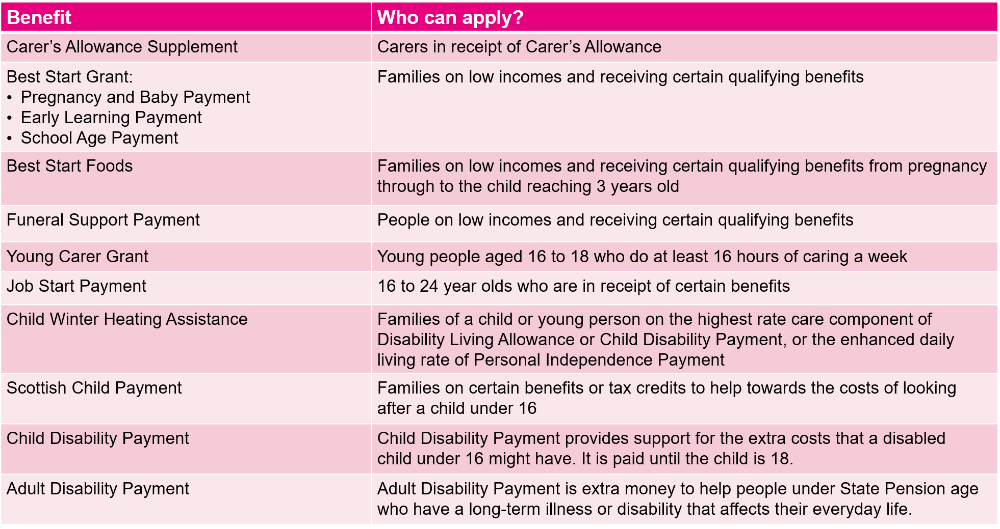 Benefit
Who can apply?
Carer’s Allowance Supplement
Carers in receipt of Carer’s Allowance
Best Start Grant:
• Pregnancy and Baby Payment
• Early Learning Payment
• School Age Payment
Families on low incomes and receiving certain qualifying benefits
Best Start Foods
Families on low incomes and receiving certain qualifying benefits from pregnancy
through to the child reaching 3 years old
Funeral Support Payment
People on low incomes and receiving certain qualifying benefits
Young Carer Grant
Young people aged 16 to 18 who do at least 16 hours of caring a week
Job Start Payment
16 to 24 year olds who are in receipt of certain benefits
Child Winter Heating Assistance
Families of a child or young person on the highest rate care component of
Disability Living Allowance or Child Disability Payment, or the enhanced daily
living rate of Personal Independence Payment
Scottish Child Payment
Families on certain benefits or tax credits to help towards the costs of looking
after a child under 16
Child Disability Payment
Child Disability Payment provides support for the extra costs that a disabled
child under 16 might have. It is paid until the child is 18.
Adult Disability Payment
Adult Disability Payment is extra money to help people under State Pension age
who have a long-term illness or disability that affects their everyday life.